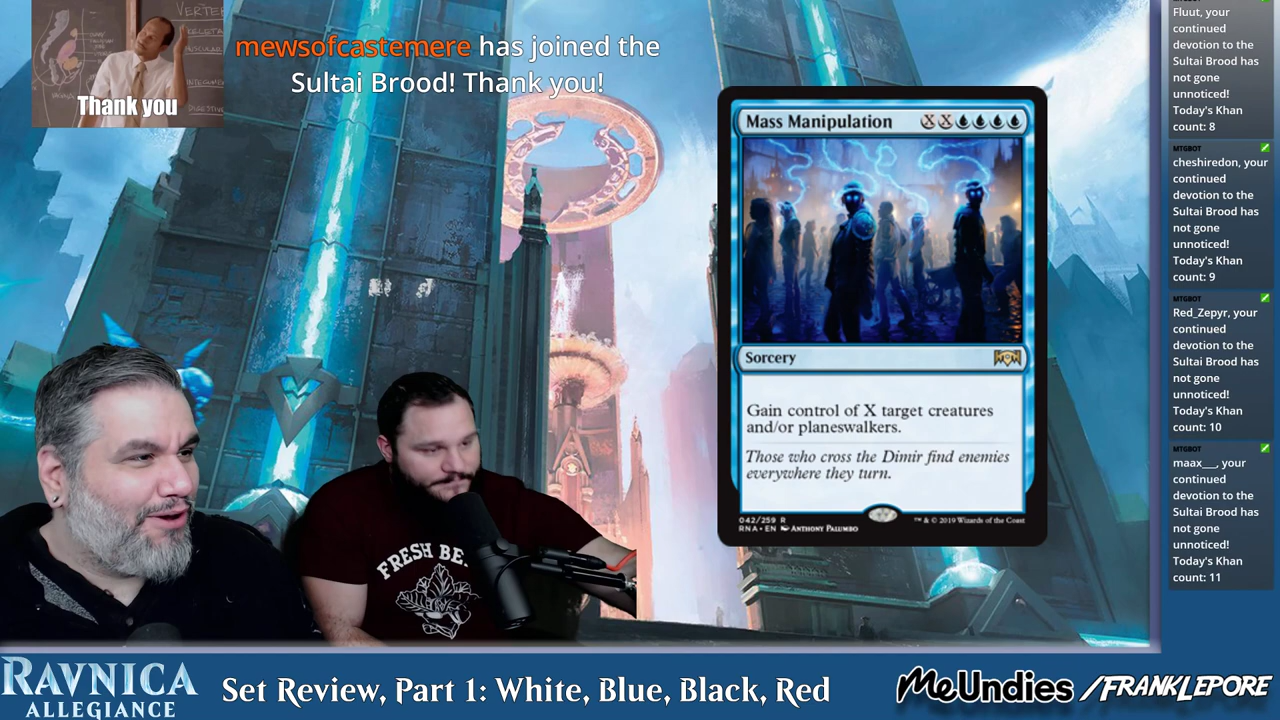 VERTE
Thank you
mewsofcastemere has joined the
Sultai Brood! Thank you!
Mass Manipulation XX
Sorcery
Gain control of X target creatures
and/or planeswalkers.
Those who cross the Dimir find enemies
everywhere they turn.
042/259 R
RNA • EN ANTHONY PALUMBO
™ & © 2019 Wizards of the Coast
FRESH BE
Fluut, your
continued
devotion to the
Sultai Brood has
not gone
unnoticed!
Today's Khan
count: 8
MTGBOT
cheshiredon, your
continued
devotion to the
Sultai Brood has
not gone
unnoticed!
Today's Khan
count: 9
MTGBOT
Red_Zepyr, your
continued
devotion to the
Sultai Brood has
not gone
unnoticed!
Today's Khan
count: 10
MTGBOT
maax___, your
continued
devotion to the
Sultai Brood has
not gone
unnoticed!
Today's Khan
count: 11
RAVNICA
ALLEGIANCE
Set Review, Part 1: White, Blue, Black, Red
MeUndies /FRANKLEPORE